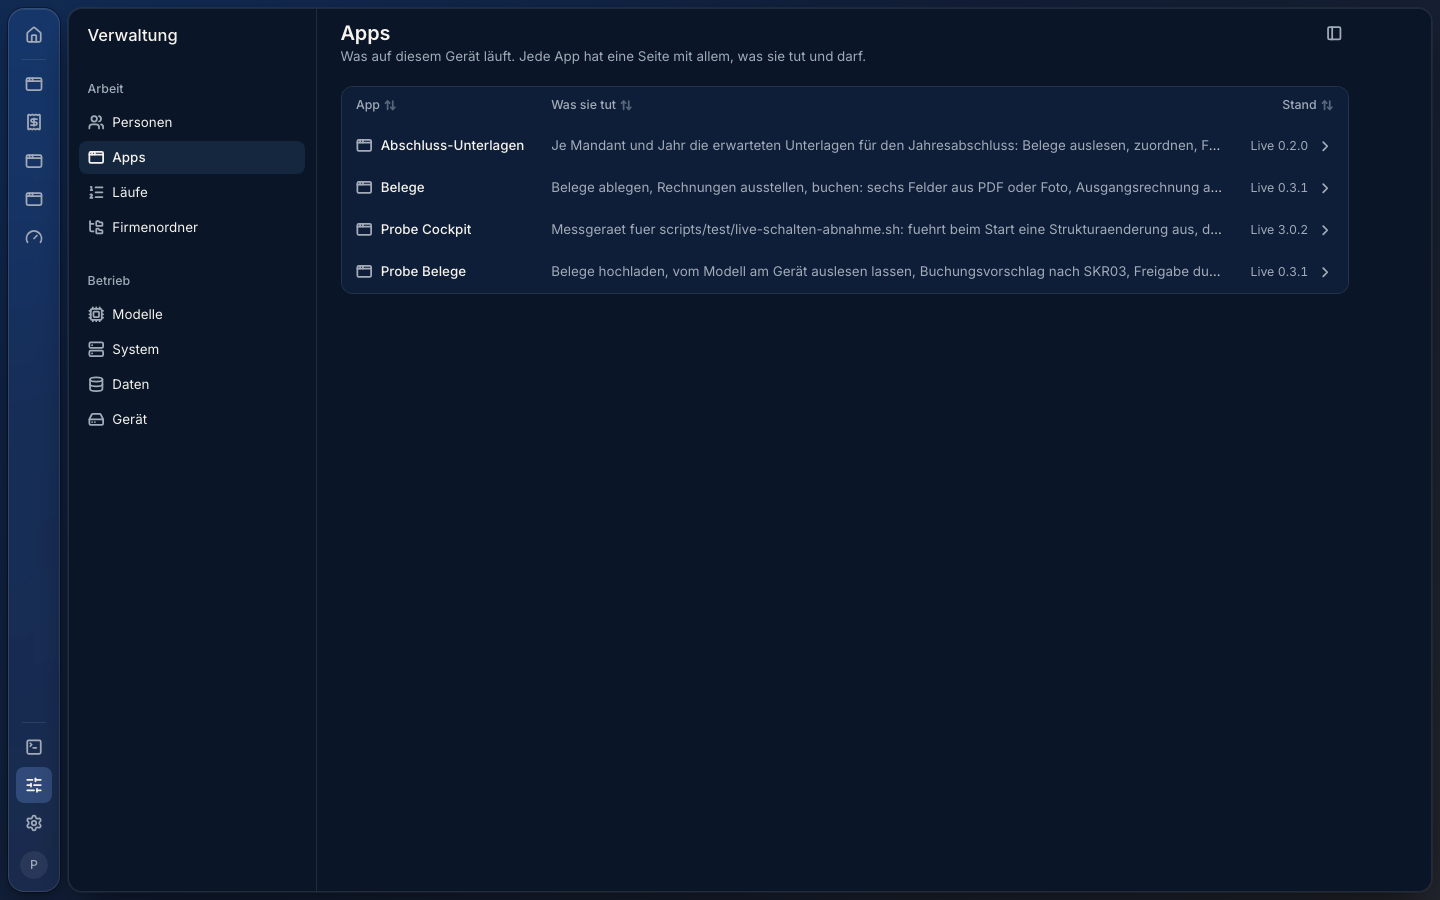 Verwaltung
Arbeit
Personen
Apps
Läufe
Firmenordner
Betrieb
Modelle
System
Daten
Gerät
P
Apps
Was auf diesem Gerät läuft. Jede App hat eine Seite mit allem, was sie tut und darf.
App Was sie tut Stand
Abschluss-Unterlagen Je Mandant und Jahr die erwarteten Unterlagen für den Jahresabschluss: Belege auslesen, zuordnen, F... Live 0.2.0
Belege Belege ablegen, Rechnungen ausstellen, buchen: sechs Felder aus PDF oder Foto, Ausgangsrechnung a... Live 0.3.1
Probe Cockpit Messgeraet fuer scripts/test/live-schalten-abnahme.sh: fuehrt beim Start eine Strukturaenderung aus, d... Live 3.0.2
Probe Belege Belege hochladen, vom Modell am Gerät auslesen lassen, Buchungsvorschlag nach SKR03, Freigabe du... Live 0.3.1